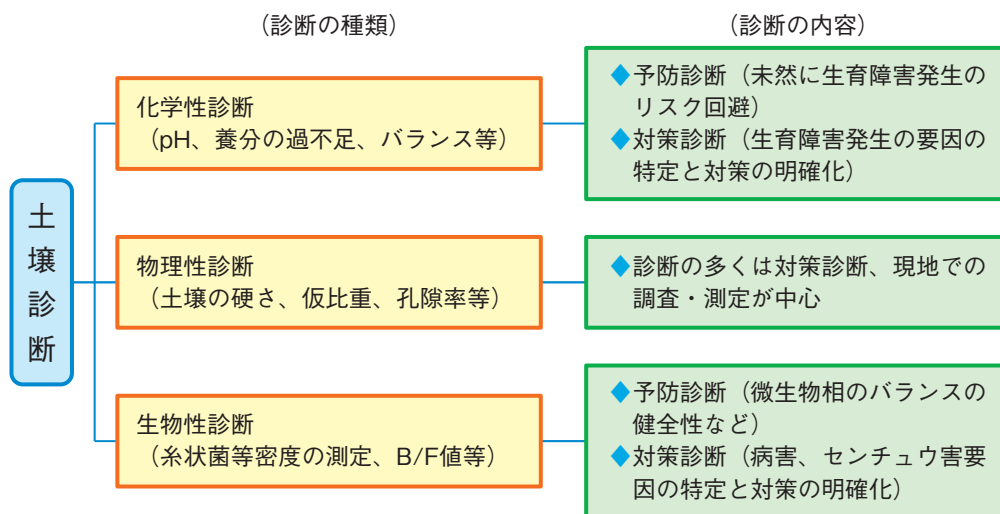 （診断の種類）
（診断の内容）
土壌診断
化学性診断
（pH、養分の過不足、バランス等）
◆予防診断（未然に生育障害発生の
リスク回避）
◆対策診断（生育障害発生の要因の
特定と対策の明確化）
物理性診断
（土壌の硬さ、仮比重、孔隙率等）
◆診断の多くは対策診断、現地での
調査・測定が中心
生物性診断
（糸状菌等密度の測定、B/F値等）
◆予防診断（微生物相のバランスの
健全性など）
◆対策診断（病害、センチュウ害要
因の特定と対策の明確化）